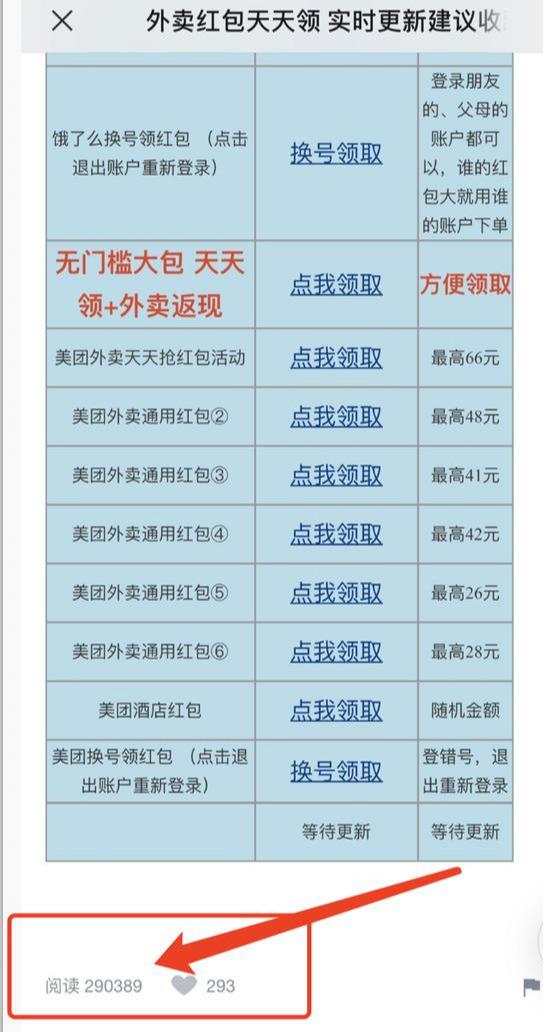 外卖红包天天领 实时更新建议收
饿了么换号领红包 （点击
退出账户重新登录）
换号领取
登录朋友
的、父母的
账户都可
以，谁的红
包大就用谁
的账户下单
无门槛大包 天天
领+外卖返现
点我领取
方便领取
美团外卖天天抢红包活动
点我领取
最高66元
美团外卖通用红包②
点我领取
最高48元
美团外卖通用红包③
点我领取
最高41元
美团外卖通用红包④
点我领取
最高42元
美团外卖通用红包⑤
点我领取
最高26元
美团外卖通用红包⑥
点我领取
最高28元
美团酒店红包
点我领取
随机金额
美团换号领红包 （点击退
出账户重新登录）
换号领取
登错号，退
出重新登录
等待更新
等待更新
阅读 290389
293